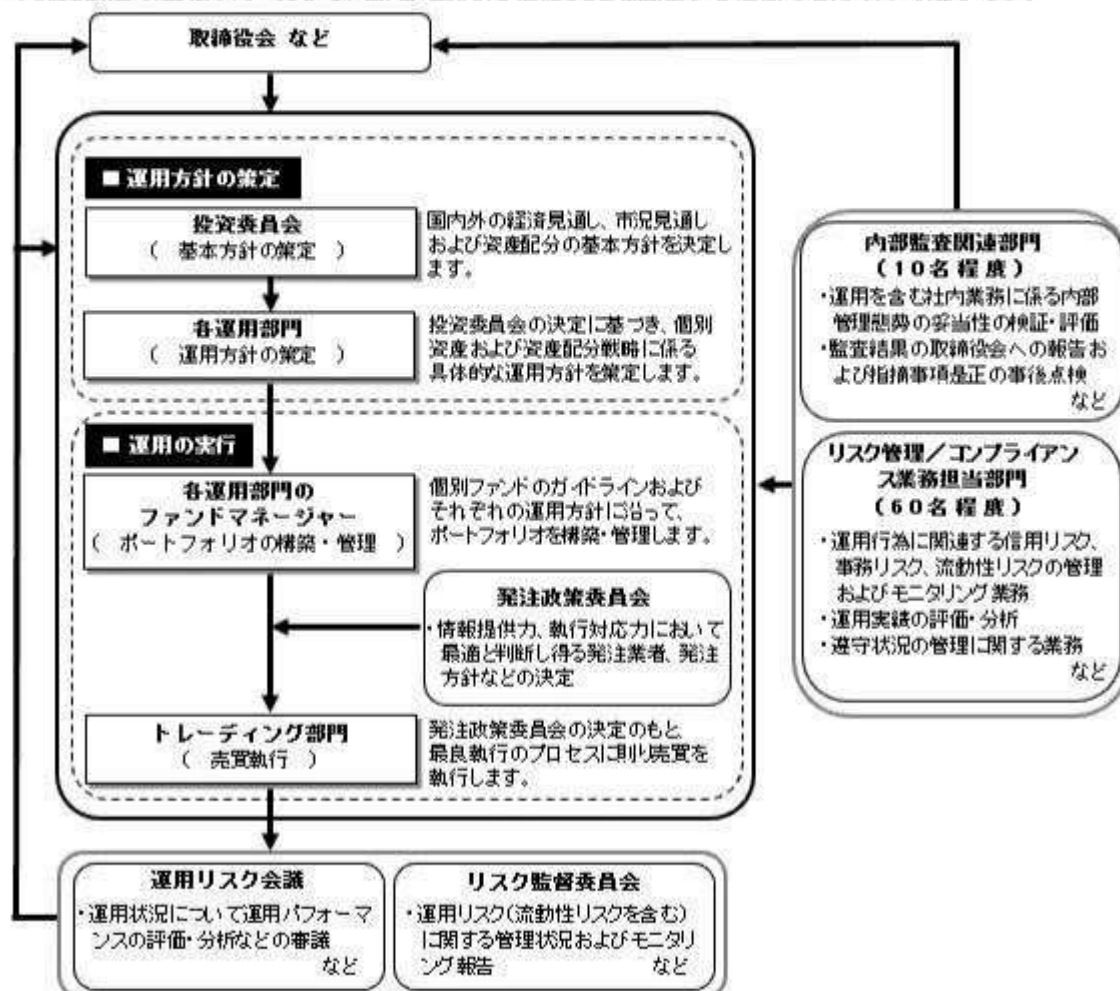 取締役会 など
■ 運用方針の策定
投資委員会
（ 基本方針の策定 ）
国内外の経済見通し、市況見通し
および資産配分の基本方針を決定し
ます。
各運用部門
（ 運用方針の策定 ）
投資委員会の決定に基づき、個別
資産および資産配分戦略に係る
具体的な運用方針を策定します。
■ 運用の実行
各運用部門の
ファンドマネージャー
（ ポートフォリオの構築・管理 ）
個別ファンドのガイドラインおよび
それぞれの運用方針に沿って、
ポートフォリオを構築・管理します。
発注政策委員会
・情報提供力、執行対応力において
最適と判断し得る発注業者、発注
方針などの決定
トレーディング部門
（ 売買執行 ）
発注政策委員会の決定のもと
最良執行のプロセスに則り売買を
執行します。
内部監査関連部門
（10名程度）
・運用を含む社内業務に係る内部
管理態勢の妥当性の検証・評価
・監査結果の取締役会への報告お
よび指摘事項是正の事後点検
など
リスク管理／コンプライアン
ス業務担当部門
（60名程度）
・運用行為に関連する信用リスク、
事務リスク、流動性リスクの管理
およびモニタリング業務
・運用実績の評価・分析
・遵守状況の管理に関する業務
など
運用リスク会議
・運用状況について運用パフォーマ
ンスの評価・分析などの審議
など
リスク監督委員会
・運用リスク（流動性リスクを含む）
に関する管理状況およびモニタリ
ング報告 など